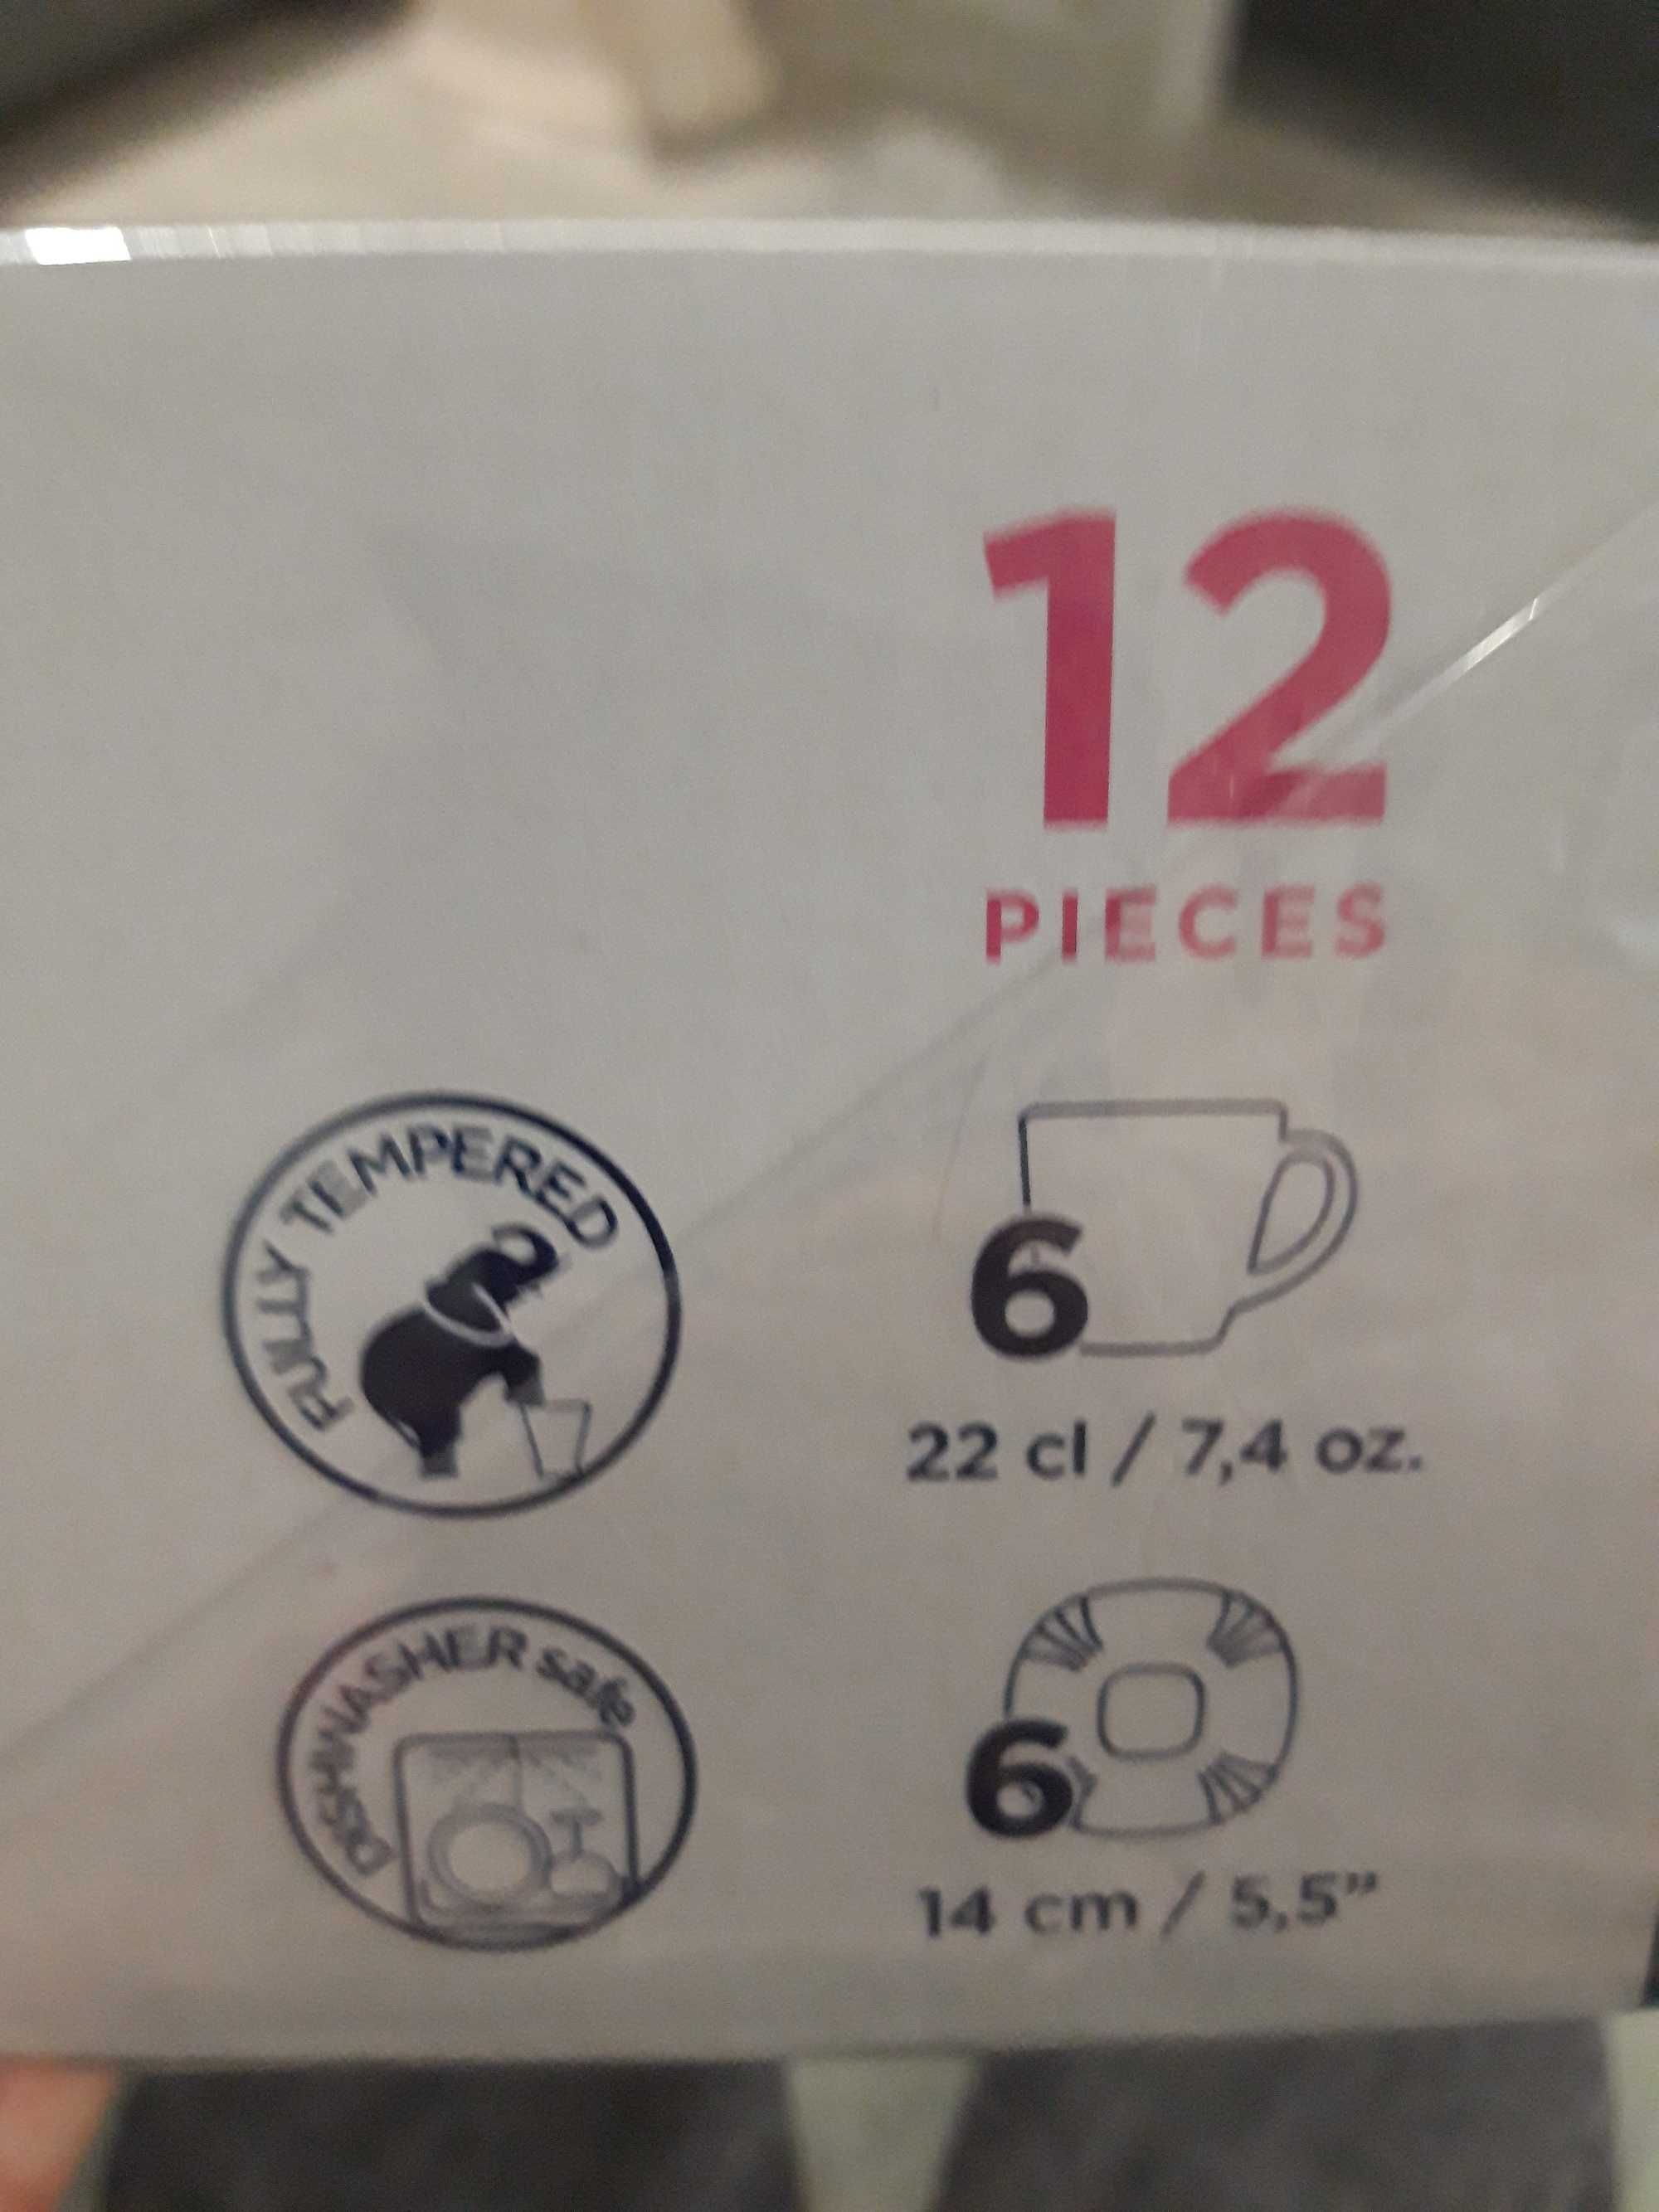 12
PIECES
FULLY TEMPERED
6
22 cl / 7,4 oz.
DISHWASHER safe
6
14 cm / 5,5"